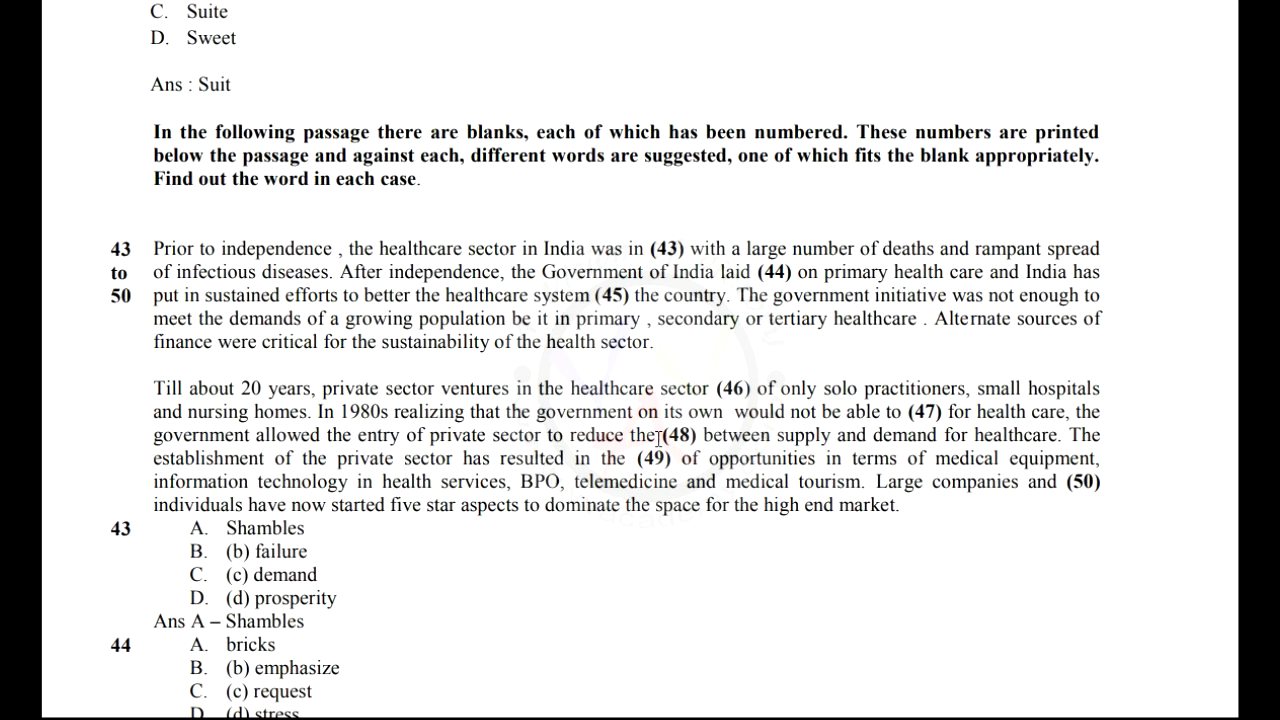 C. Suite
D. Sweet
Ans : Suit
In the following passage there are blanks, each of which has been numbered. These numbers are printed
below the passage and against each, different words are suggested, one of which fits the blank appropriately.
Find out the word in each case.
43 Prior to independence , the healthcare sector in India was in (43) with a large number of deaths and rampant spread
to of infectious diseases. After independence, the Government of India laid (44) on primary health care and India has
50 put in sustained efforts to better the healthcare system (45) the country. The government initiative was not enough to
meet the demands of a growing population be it in primary , secondary or tertiary healthcare . Alternate sources of
finance were critical for the sustainability of the health sector.
Till about 20 years, private sector ventures in the healthcare sector (46) of only solo practitioners, small hospitals
and nursing homes. In 1980s realizing that the government on its own would not be able to (47) for health care, the
government allowed the entry of private sector to reduce the (48) between supply and demand for healthcare. The
establishment of the private sector has resulted in the (49) of opportunities in terms of medical equipment,
information technology in health services, BPO, telemedicine and medical tourism. Large companies and (50)
individuals have now started five star aspects to dominate the space for the high end market.
43 A. Shambles
B. (b) failure
C. (c) demand
D. (d) prosperity
Ans A – Shambles
44 A. bricks
B. (b) emphasize
C. (c) request
D. (d) stress